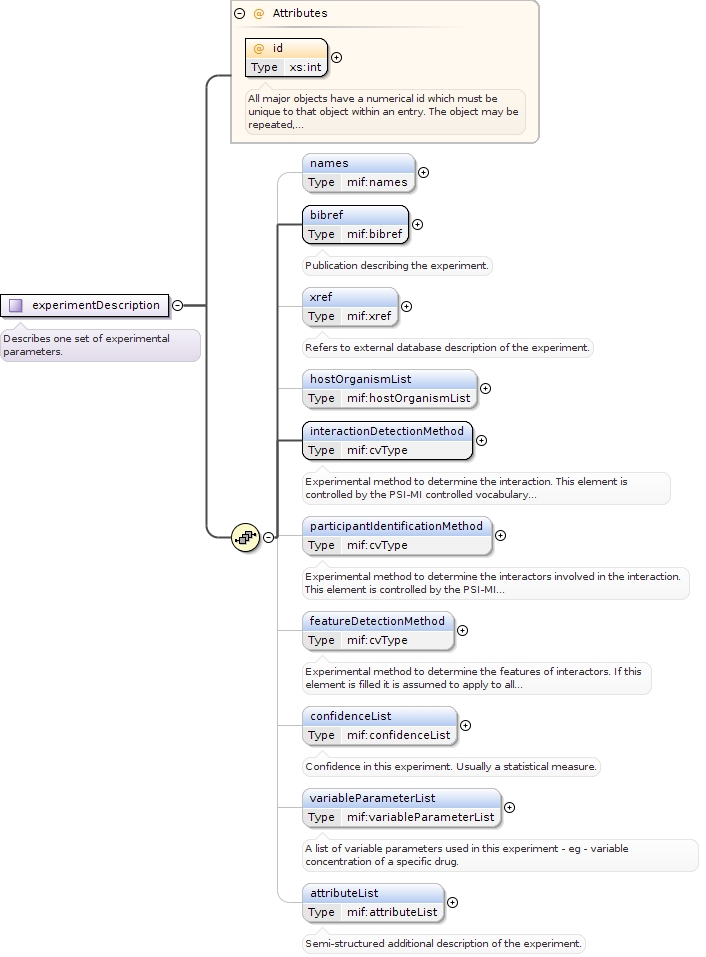 @ Attributes
@ id
Type xs:int
All major objects have a numerical id which must be
unique to that object within an entry. The object may be
repeated,...
names
Type mif:names
bibref
Type mif:bibref
Publication describing the experiment.
experimentDescription
Describes one set of experimental
parameters.
xref
Type mif:xref
Refers to external database description of the experiment.
hostOrganismList
Type mif:hostOrganismList
interactionDetectionMethod
Type mif:cvType
Experimental method to determine the interaction. This element is
controlled by the PSI-MI controlled vocabulary...
participantIdentificationMethod
Type mif:cvType
Experimental method to determine the interactors involved in the interaction.
This element is controlled by the PSI-MI...
featureDetectionMethod
Type mif:cvType
Experimental method to determine the features of interactors. If this
element is filled it is assumed to apply to all...
confidenceList
Type mif:confidenceList
Confidence in this experiment. Usually a statistical measure.
variableParameterList
Type mif:variableParameterList
A list of variable parameters used in this experiment - eg - variable
concentration of a specific drug.
attributeList
Type mif:attributeList
Semi-structured additional description of the experiment.